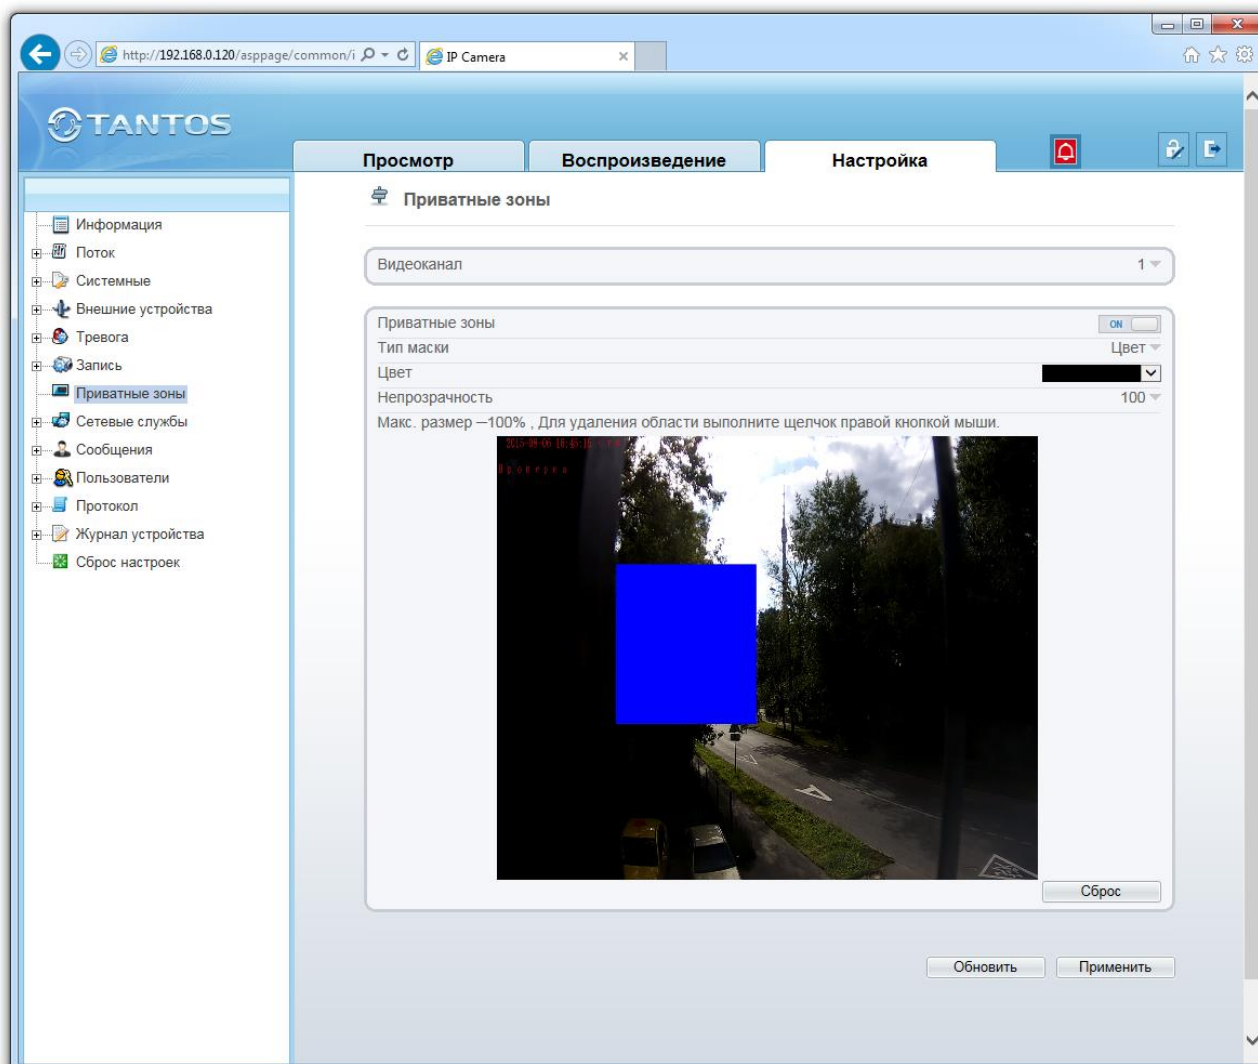 http://192.168.0.120/asppage/common/i
IP Camera
TANTOS
Просмотр
Воспроизведение
Настройка
Приватные зоны
Информация
Поток
Системные
Внешние устройства
Тревога
Запись
Приватные зоны
Сетевые службы
Сообщения
Пользователи
Протокол
Журнал устройства
Сброс настроек
Видеоканал 1
Приватные зоны ON
Тип маски Цвет
Цвет
Непрозрачность 100
Макс. размер —100% , Для удаления области выполните щелчок правой кнопкой мыши.
Проверка
Сброс
Обновить Применить